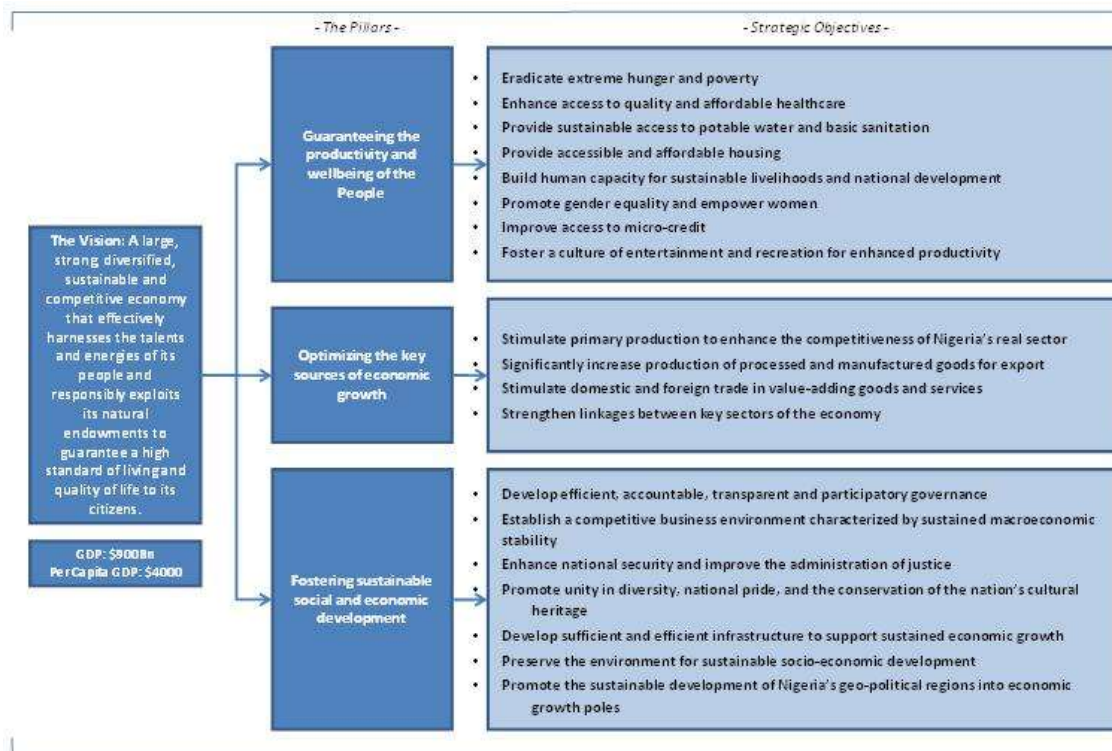 - The Pillars -
- Strategic Objectives -
The Vision: A large,
strong, diversified,
sustainable and
competitive economy
that effectively
harnesses the talents
and energies of its
people and
responsibly exploits
its natural
endowments to
guarantee a high
standard of living and
quality of life to its
citizens.
GDP: $900Bn
Per Capita GDP: $4000
Guaranteeing the
productivity and
wellbeing of the
People
• Eradicate extreme hunger and poverty
• Enhance access to quality and affordable healthcare
• Provide sustainable access to potable water and basic sanitation
• Provide accessible and affordable housing
• Build human capacity for sustainable livelihoods and national development
• Promote gender equality and empower women
• Improve access to micro-credit
• Foster a culture of entertainment and recreation for enhanced productivity
Optimizing the key
sources of economic
growth
• Stimulate primary production to enhance the competitiveness of Nigeria's real sector
• Significantly increase production of processed and manufactured goods for export
• Stimulate domestic and foreign trade in value-adding goods and services
• Strengthen linkages between key sectors of the economy
Fostering sustainable
social and economic
development
• Develop efficient, accountable, transparent and participatory governance
• Establish a competitive business environment characterized by sustained macroeconomic
stability
• Enhance national security and improve the administration of justice
• Promote unity in diversity, national pride, and the conservation of the nation's cultural
heritage
• Develop sufficient and efficient infrastructure to support sustained economic growth
• Preserve the environment for sustainable socio-economic development
• Promote the sustainable development of Nigeria's geo-political regions into economic
growth poles